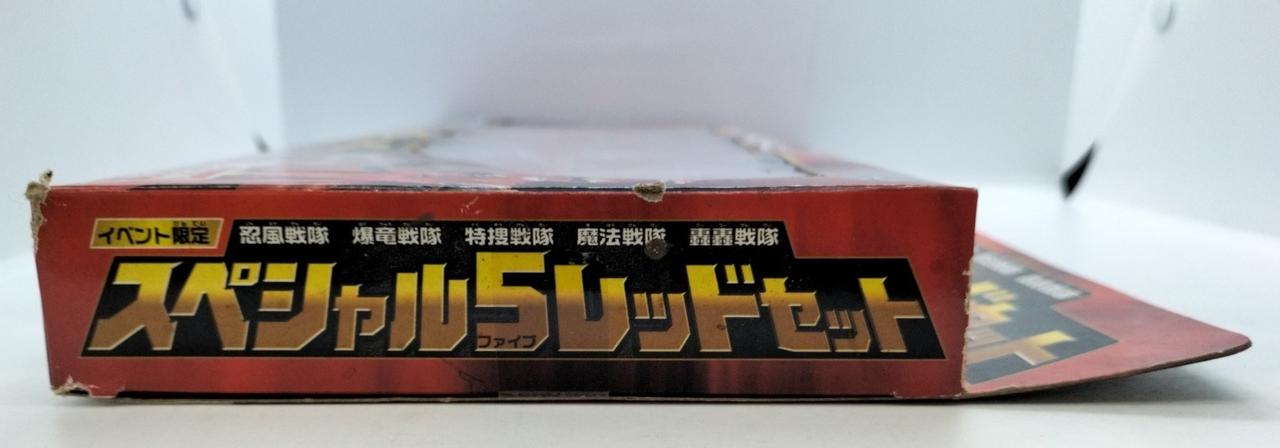 イベント限定 忍風戦隊 爆竜戦隊 特捜戦隊 魔法戦隊 轟轟戦隊
スペシャル5レッドセット
ファイブ